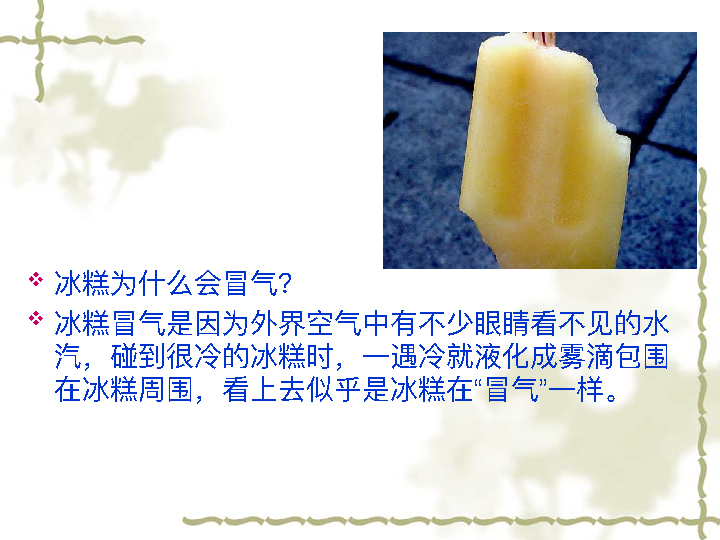 冰糕为什么会冒气?
冰糕冒气是因为外界空气中有不少眼睛看不见的水
汽，碰到很冷的冰糕时，一遇冷就液化成雾滴包围
在冰糕周围，看上去似乎是冰糕在“冒气”一样。